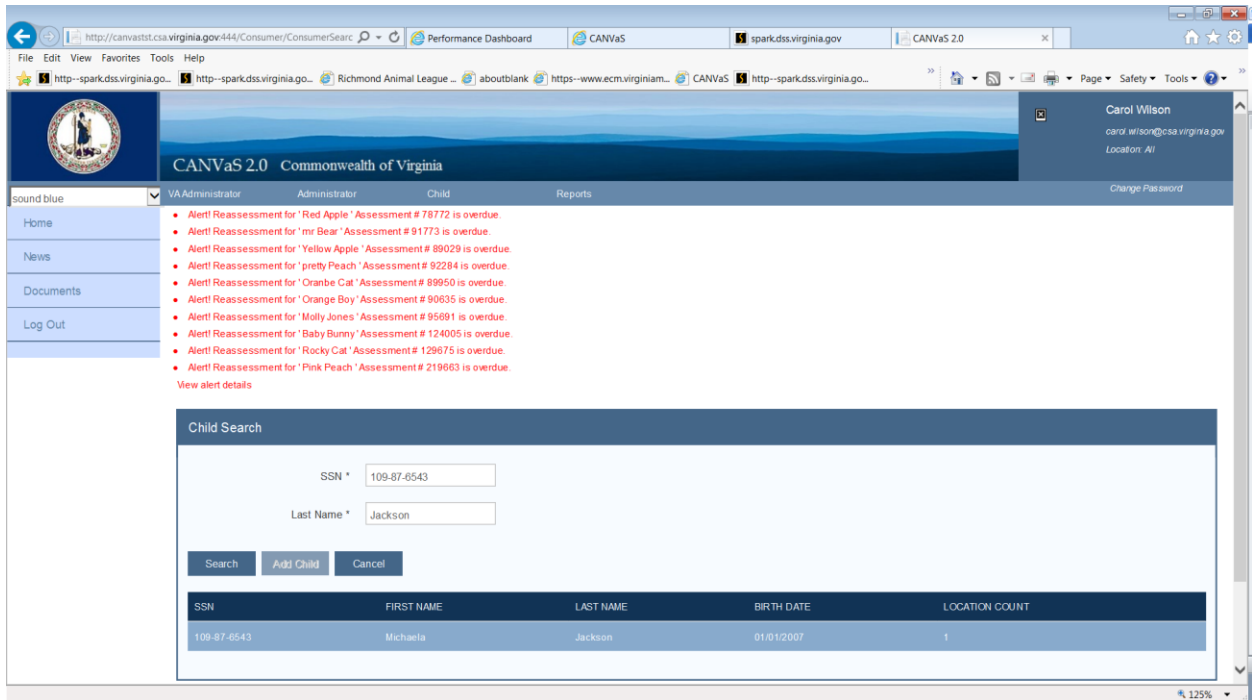 http://canvastst.csa.virginia.gov:444/Consumer/ConsumerSearc
Performance Dashboard
CANVaS
spark.dss.virginia.gov
CANVaS 2.0
File Edit View Favorites Tools Help
http--spark.dss.virginia.go...
http--spark.dss.virginia.go...
Richmond Animal League ...
aboutblank
https--www.ecm.virginiam...
CANVaS
http--spark.dss.virginia.go...
Page Safety Tools
Carol Wilson
carol.wilson@csa.virginia.gov
Location: All
CANVaS 2.0 Commonwealth of Virginia
Change Password
sound blue
VA Administrator Administrator Child Reports
Home
News
Documents
Log Out
Alert! Reassessment for ' Red Apple ' Assessment # 78772 is overdue.
Alert! Reassessment for ' mr Bear ' Assessment # 91773 is overdue.
Alert! Reassessment for ' Yellow Apple ' Assessment # 89029 is overdue.
Alert! Reassessment for ' pretty Peach ' Assessment # 92284 is overdue.
Alert! Reassessment for ' Oranbe Cat ' Assessment # 89950 is overdue.
Alert! Reassessment for ' Orange Boy ' Assessment # 90635 is overdue.
Alert! Reassessment for ' Molly Jones ' Assessment # 95691 is overdue.
Alert! Reassessment for ' Baby Bunny ' Assessment # 124005 is overdue.
Alert! Reassessment for ' Rocky Cat ' Assessment # 129675 is overdue.
Alert! Reassessment for ' Pink Peach ' Assessment # 219663 is overdue.
View alert details
Child Search
SSN * 109-87-6543
Last Name * Jackson
Search Add Child Cancel
SSN FIRST NAME LAST NAME BIRTH DATE LOCATION COUNT
109-87-6543 Michaela Jackson 01/01/2007 1
125%